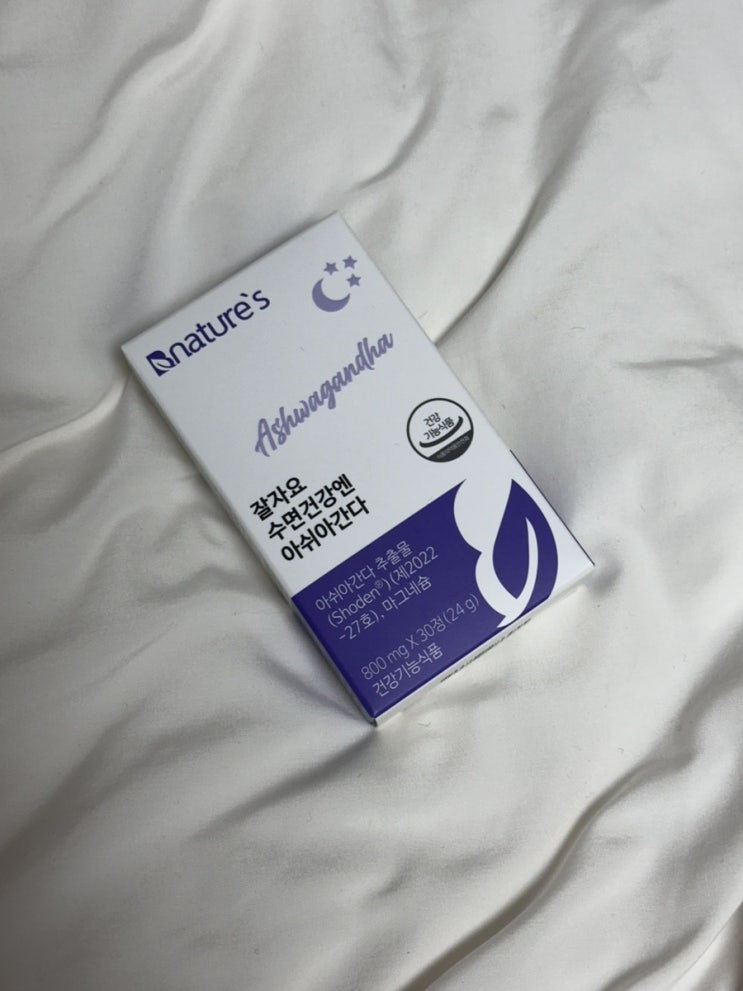 Bnature's
Ashwagandha
건강
기능식품
잘자요
수면건강엔
아쉬아간다
아쉬아간다 추출물
(Shoden®)(제2022
-27호), 마그네슘
800 mg X 30정(24 g)
건강기능식품